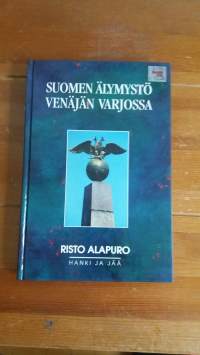 SUOMEN ÄLYMYSTÖ
VENÄJÄN VARJOSSA
RISTO ALAPURO
HANKI JA JÄÄ